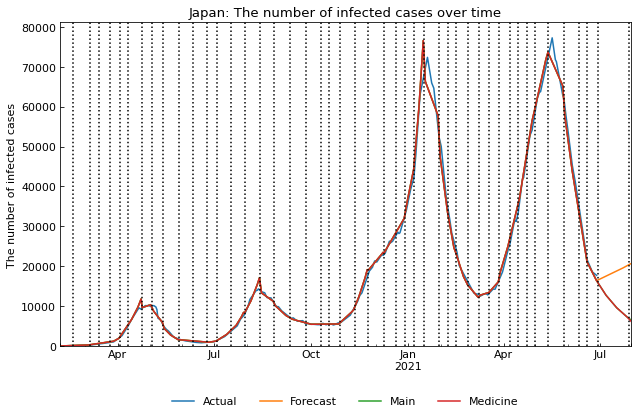 Japan: The number of infected cases over time
The number of infected cases
80000
70000
60000
50000
40000
30000
20000
10000
0
Apr
Jul
Oct
Jan
2021
Apr
Jul
Actual
Forecast
Main
Medicine